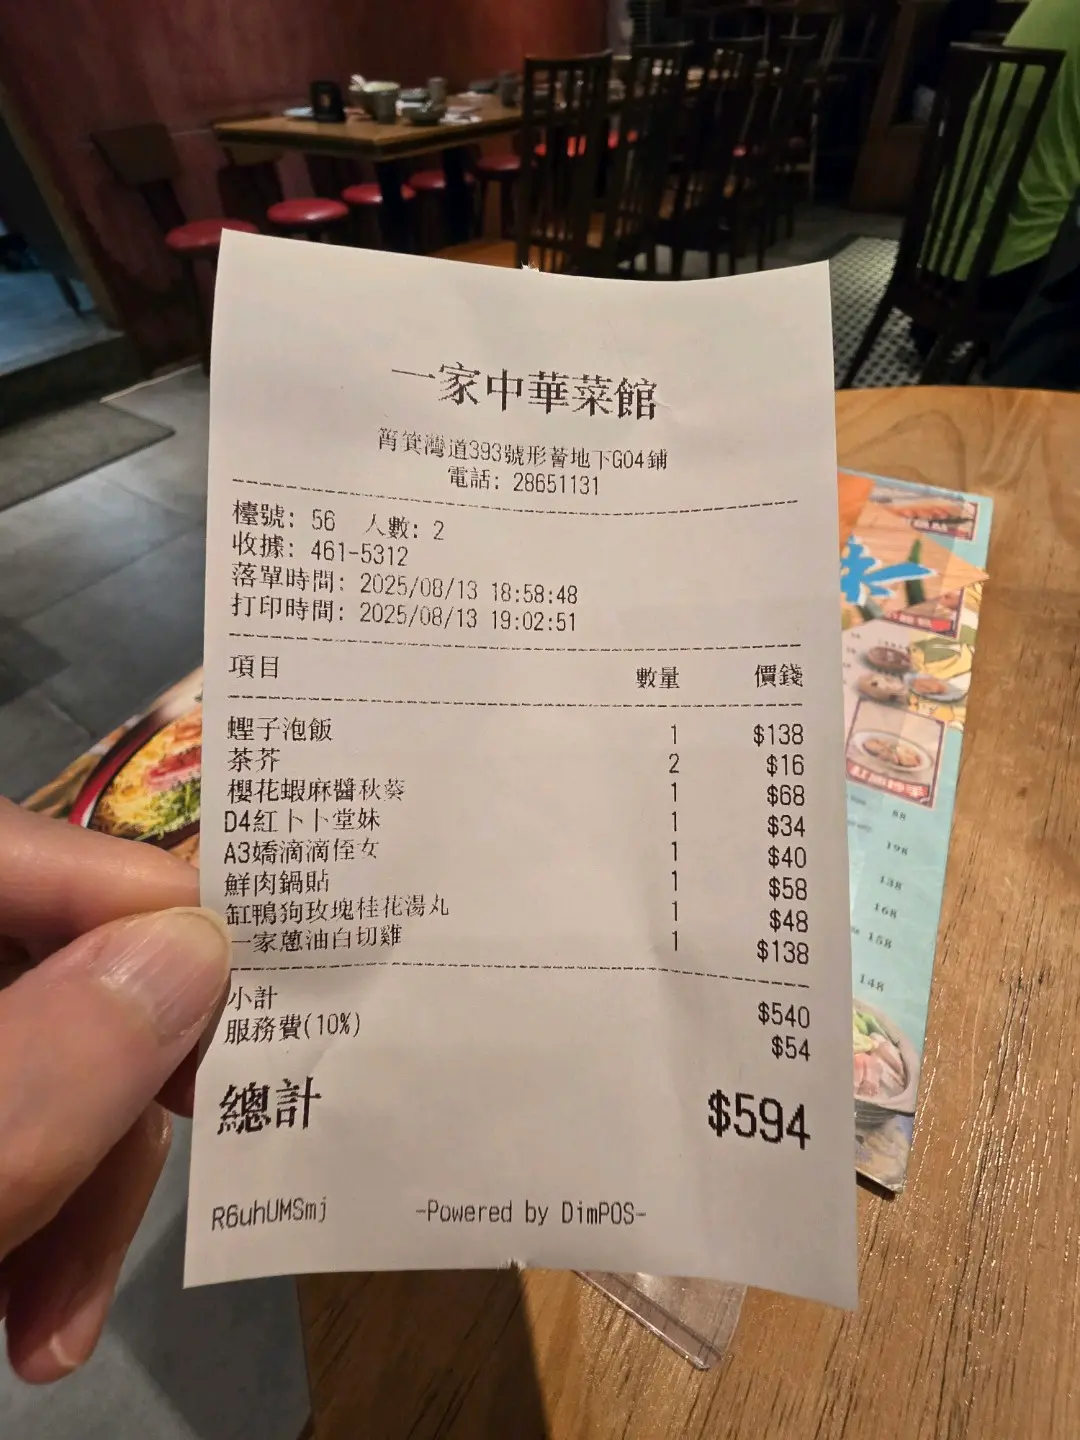 一家中華菜館
筲箕灣道393號形薈地下G04鋪
電話: 28651131
檯號: 56 人數: 2
收據: 461-5312
落單時間: 2025/08/13 18:58:48
打印時間: 2025/08/13 19:02:51
項目 數量 價錢
蟶子泡飯 1 $138
茶芥 2 $16
櫻花蝦麻醬秋葵 1 $68
D4紅卜卜堂妹 1 $34
A3嬌滴滴侄女 1 $40
鮮肉鍋貼 1 $58
缸鴨狗玫瑰桂花湯丸 1 $48
一家蔥油白切雞 1 $138
小計 $540
服務費(10%) $54
總計 $594
R6uhUMSmj -Powered by DimPOS-
88
198
138
168
158
148